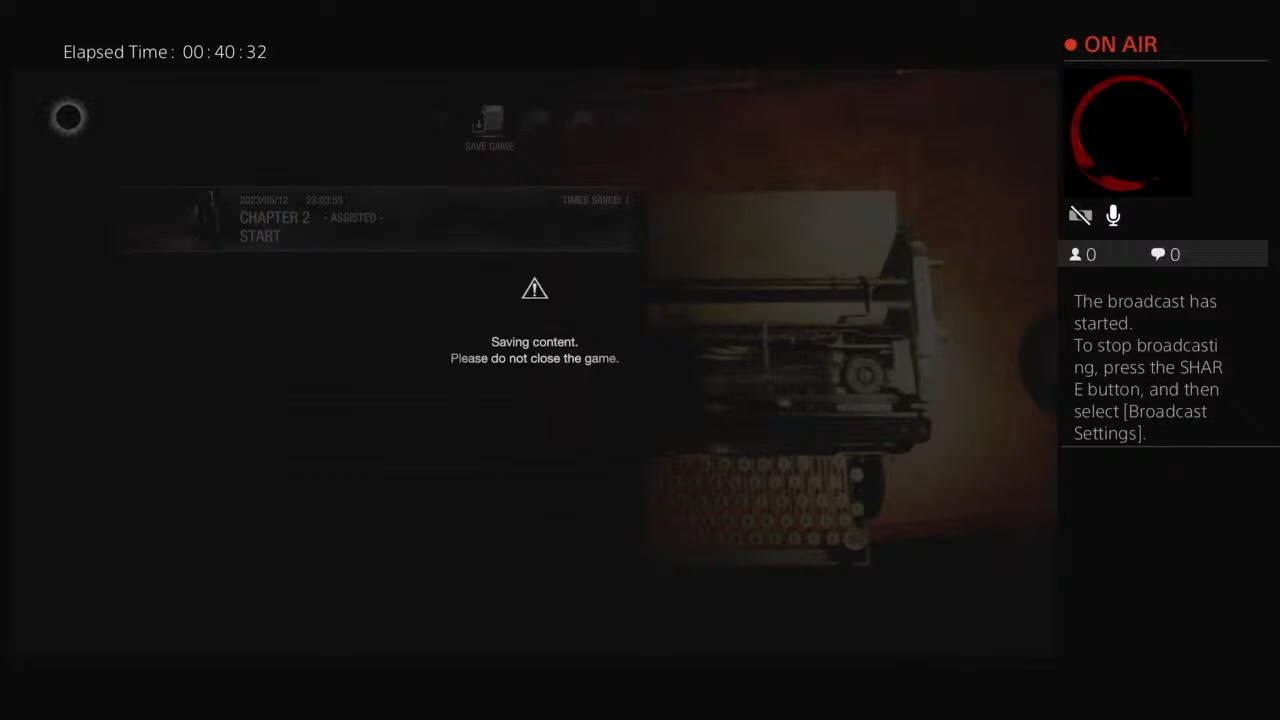 Elapsed Time: 00:40:32
ON AIR
SAVE GAME
2023/06/12 23:03:55 TIMES SAVED: 1
CHAPTER 2 - ASSISTED -
START
Saving content.
Please do not close the game.
0 0
The broadcast has
started.
To stop broadcasti
ng, press the SHAR
E button, and then
select [Broadcast
Settings].